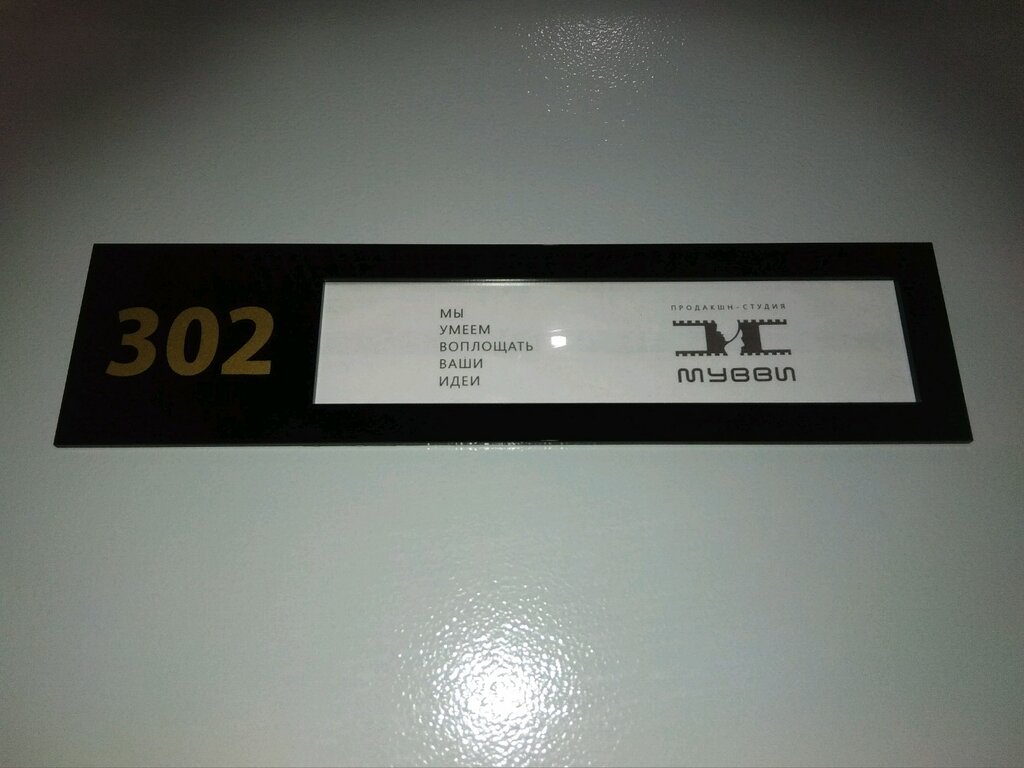 302
МЫ
УМЕЕМ
ВОПЛОЩАТЬ
ВАШИ
ИДЕИ
ПРОДАКШН-СТУДИЯ
МУВВИ